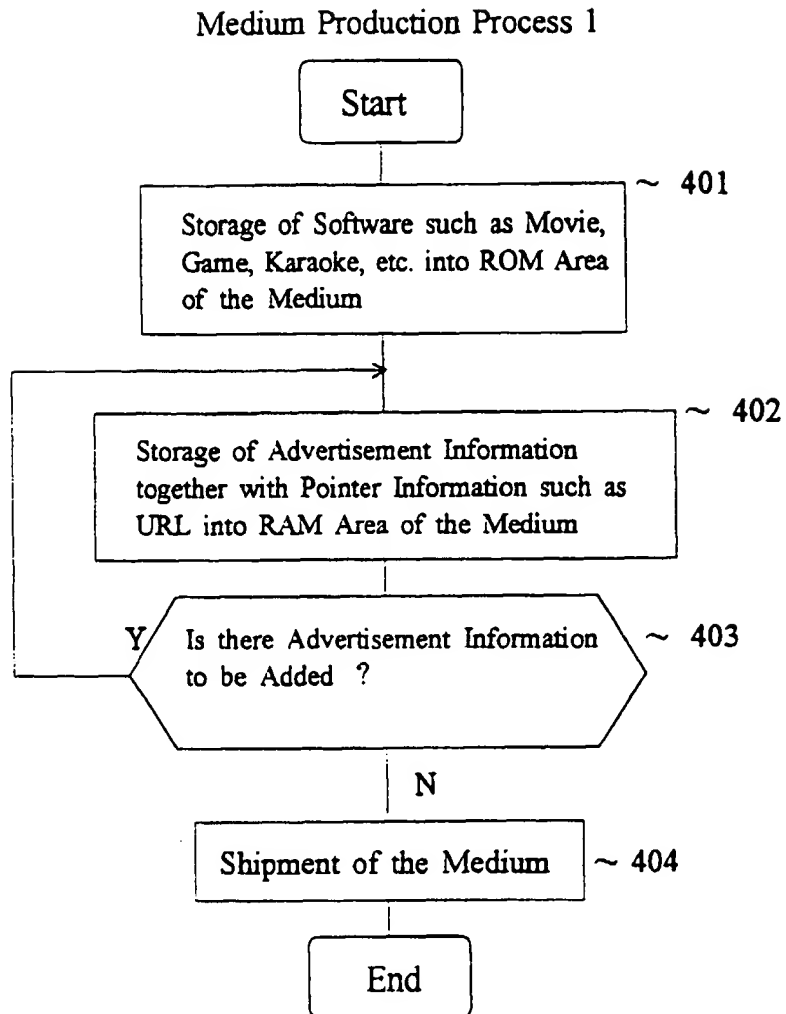 Medium Production Process 1
Start
~ 401
Storage of Software such as Movie,
Game, Karaoke, etc. into ROM Area
of the Medium
~ 402
Storage of Advertisement Information
together with Pointer Information such as
URL into RAM Area of the Medium
Y
Is there Advertisement Information
to be Added ?
~ 403
N
Shipment of the Medium
~ 404
End